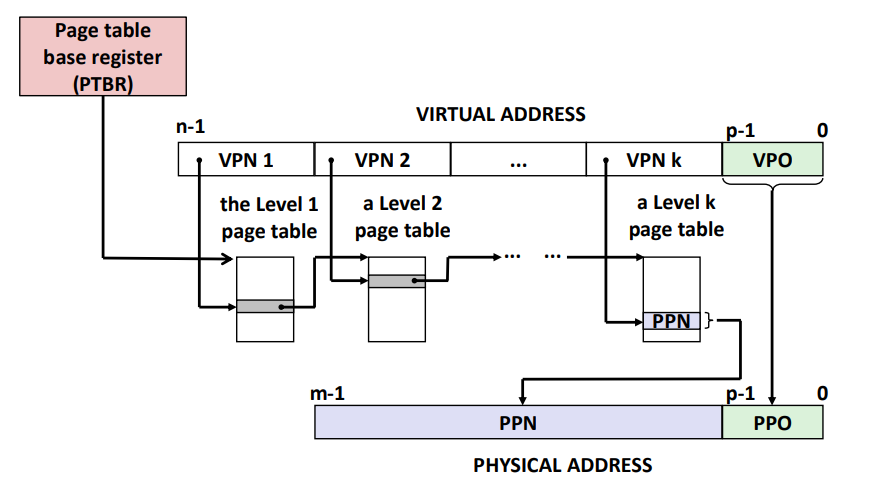 Page table
base register
(PTBR)
VIRTUAL ADDRESS
n-1
p-1
0
VPN 1
VPN 2
...
VPN k
VPO
the Level 1
page table
a Level 2
page table
a Level k
page table
... ...
PPN
m-1
p-1
0
PPN
PPO
PHYSICAL ADDRESS